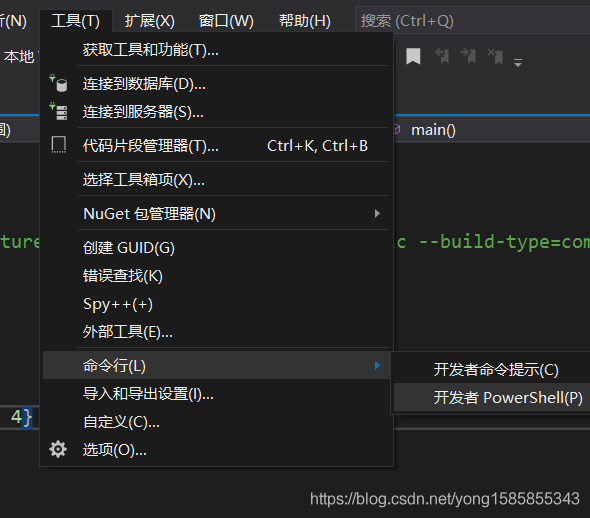 析(N) 工具(T) 扩展(X) 窗口(W) 帮助(H) 搜索 (Ctrl+Q)
获取工具和功能(T)...
本地
连接到数据库(D)...
连接到服务器(S)...
代码片段管理器(T)... Ctrl+K, Ctrl+B
main()
选择工具箱项(X)...
NuGet 包管理器(N)
ture
c --build-type=com
创建 GUID(G)
错误查找(K)
Spy++(+)
外部工具(E)...
命令行(L)
开发者命令提示(C)
导入和导出设置(I)...
开发者 PowerShell(P)
4}
自定义(C)...
选项(O)...
https://blog.csdn.net/yong1585855343